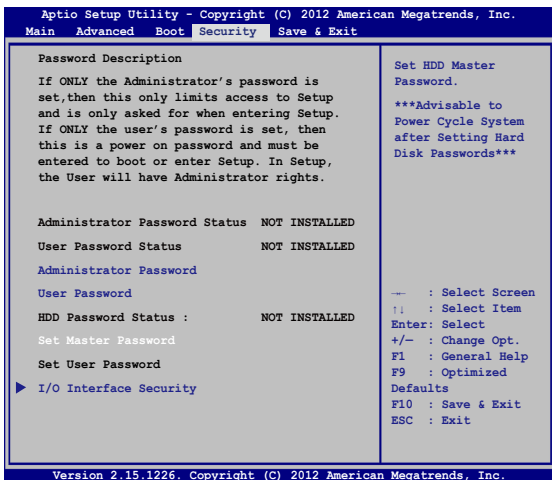 Aptio Setup Utility - Copyright (C) 2012 American Megatrends, Inc.
Main Advanced Boot Security Save & Exit
Password Description
If ONLY the Administrator's password is
set,then this only limits access to Setup
and is only asked for when entering Setup.
If ONLY the user's password is set, then
this is a power on password and must be
entered to boot or enter Setup. In Setup,
the User will have Administrator rights.
Administrator Password Status NOT INSTALLED
User Password Status NOT INSTALLED
Administrator Password
User Password
HDD Password Status : NOT INSTALLED
Set Master Password
Set User Password
I/O Interface Security
Set HDD Master
Password.
***Advisable to
Power Cycle System
after Setting Hard
Disk Passwords***
→← : Select Screen
↑↓ : Select Item
Enter: Select
+/— : Change Opt.
F1 : General Help
F9 : Optimized
Defaults
F10 : Save & Exit
ESC : Exit
Version 2.15.1226. Copyright (C) 2012 American Megatrends, Inc.